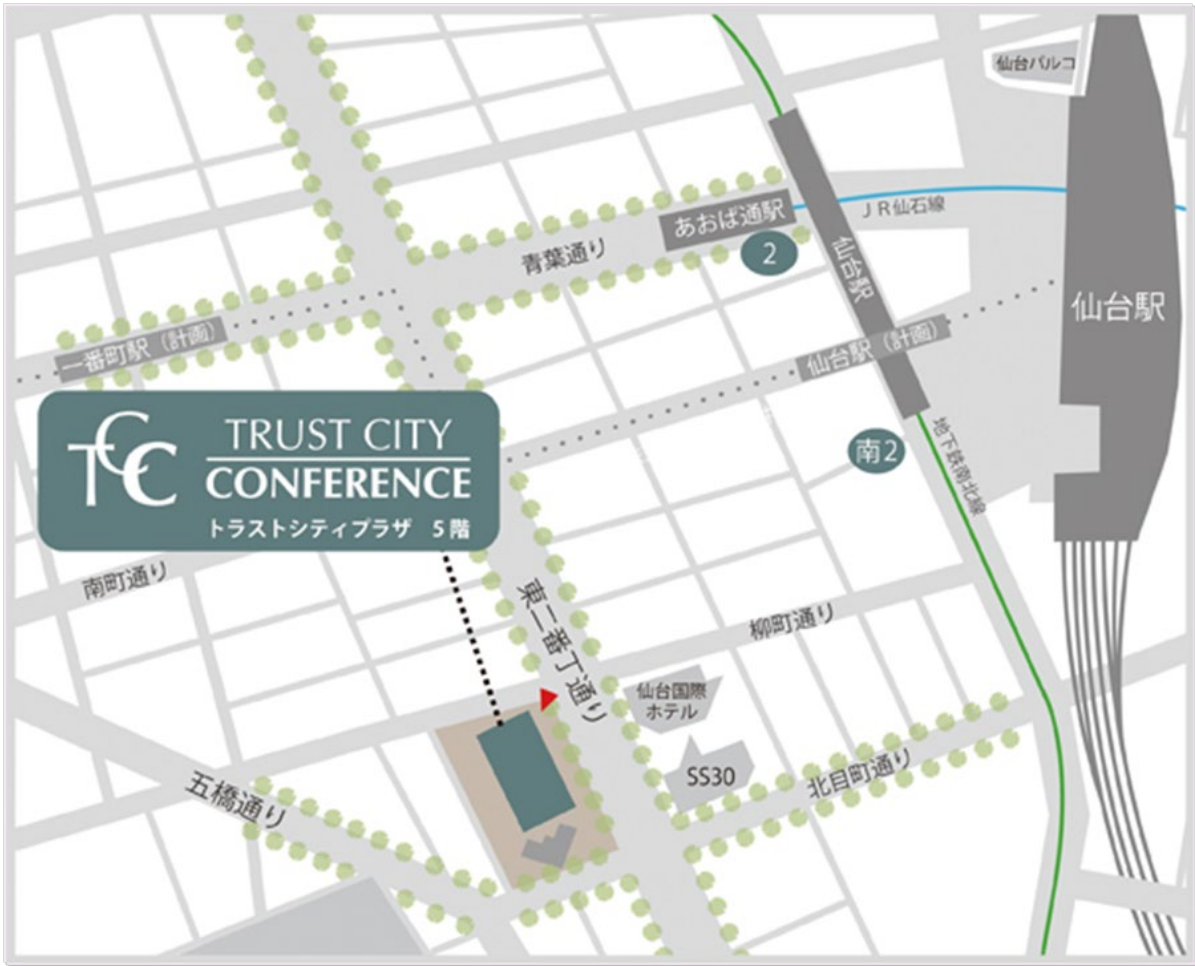 仙台パルコ
JR仙石線
あおば通駅
2
青葉通り
仙台駅
仙台駅
仙台駅（計画）
一番町駅（計画）
TCC
TRUST CITY
CONFERENCE
トラストシティプラザ 5階
南2
地下鉄南北線
南町通り
東二番丁通り
柳町通り
仙台国際
ホテル
SS30
北目町通り
五橋通り